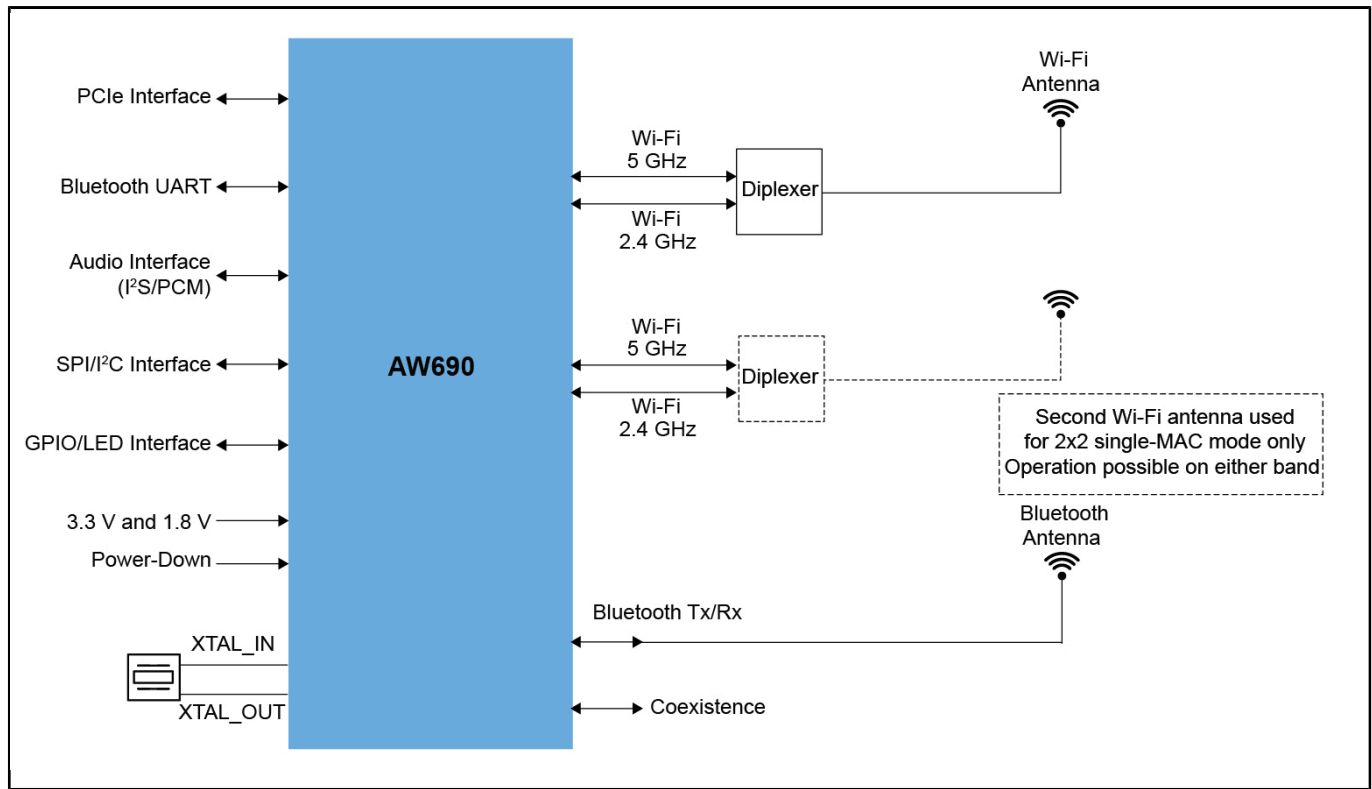 PCIe Interface
Bluetooth UART
Audio Interface
(I²S/PCM)
SPI/I²C Interface
GPIO/LED Interface
3.3 V and 1.8 V
Power-Down
XTAL_IN
XTAL_OUT
AW690
Wi-Fi
5 GHz
Wi-Fi
2.4 GHz
Diplexer
Wi-Fi
Antenna
Wi-Fi
5 GHz
Wi-Fi
2.4 GHz
Diplexer
Second Wi-Fi antenna used
for 2x2 single-MAC mode only
Operation possible on either band
Bluetooth
Antenna
Bluetooth Tx/Rx
Coexistence